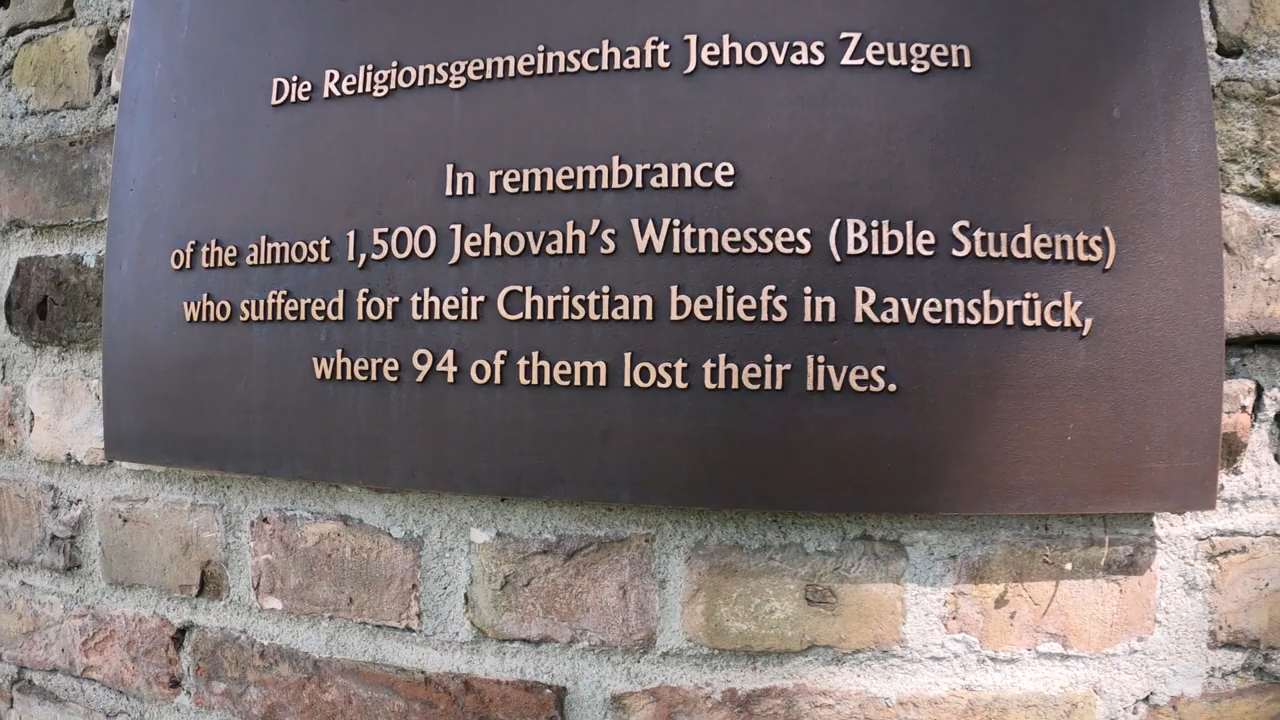 Die Religionsgemeinschaft Jehovas Zeugen
In remembrance
of the almost 1,500 Jehovah’s Witnesses (Bible Students)
who suffered for their Christian beliefs in Ravensbrück,
where 94 of them lost their lives.